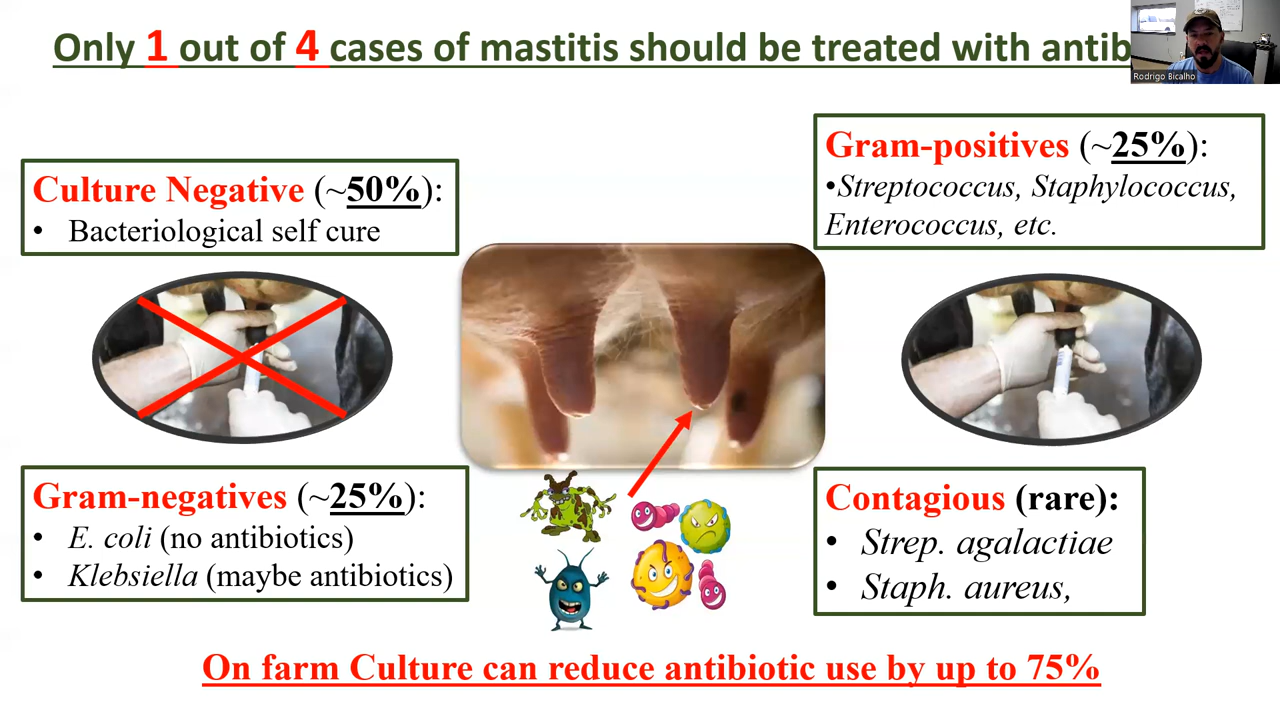 Only 1 out of 4 cases of mastitis should be treated with
Rodrigo Bicalho
Culture Negative (~50%):
• Bacteriological self cure
Gram-positives (~25%):
•Streptococcus, Staphylococcus,
Enterococcus, etc.
Gram-negatives (~25%):
• E. coli (no antibiotics)
• Klebsiella (maybe antibiotics)
Contagious (rare):
• Strep. agalactiae
• Staph. aureus,
On farm Culture can reduce antibiotic use by up to 75%